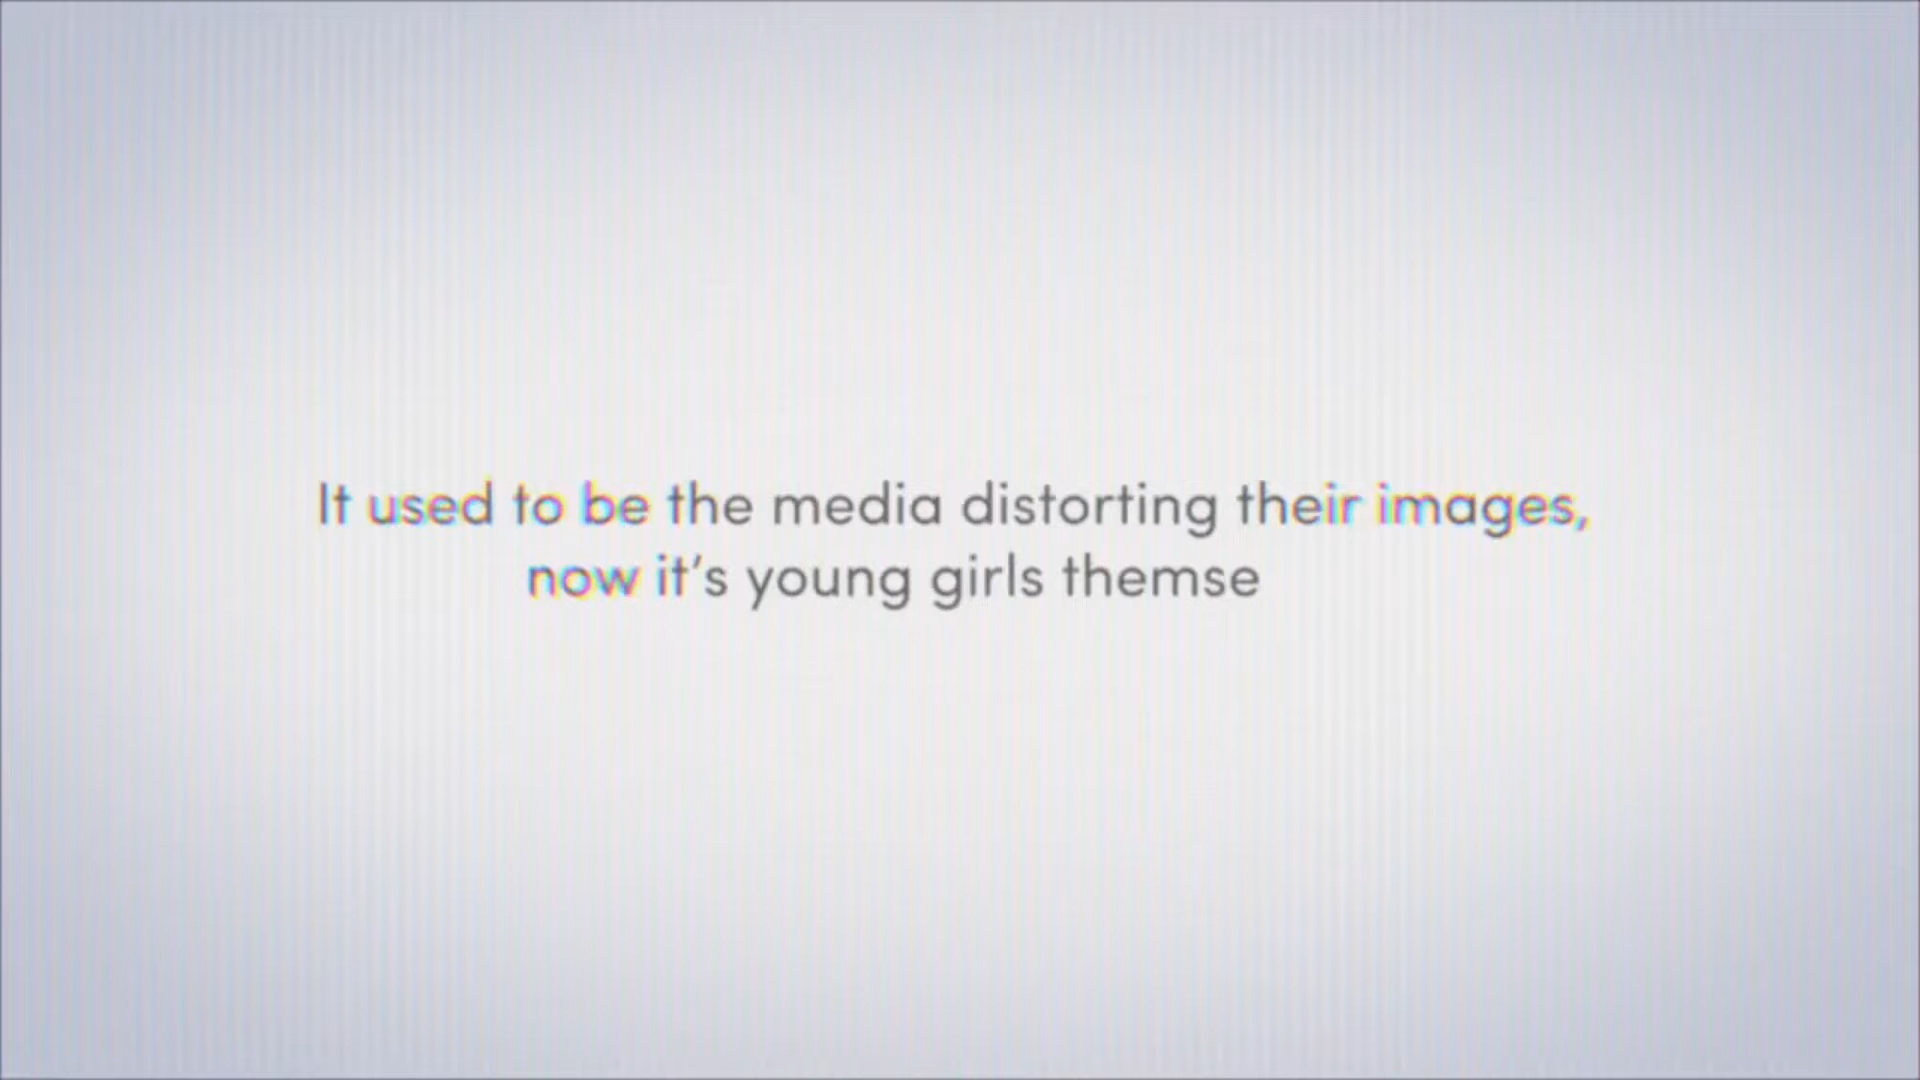 It used to be the media distorting their images,
now it’s young girls themse